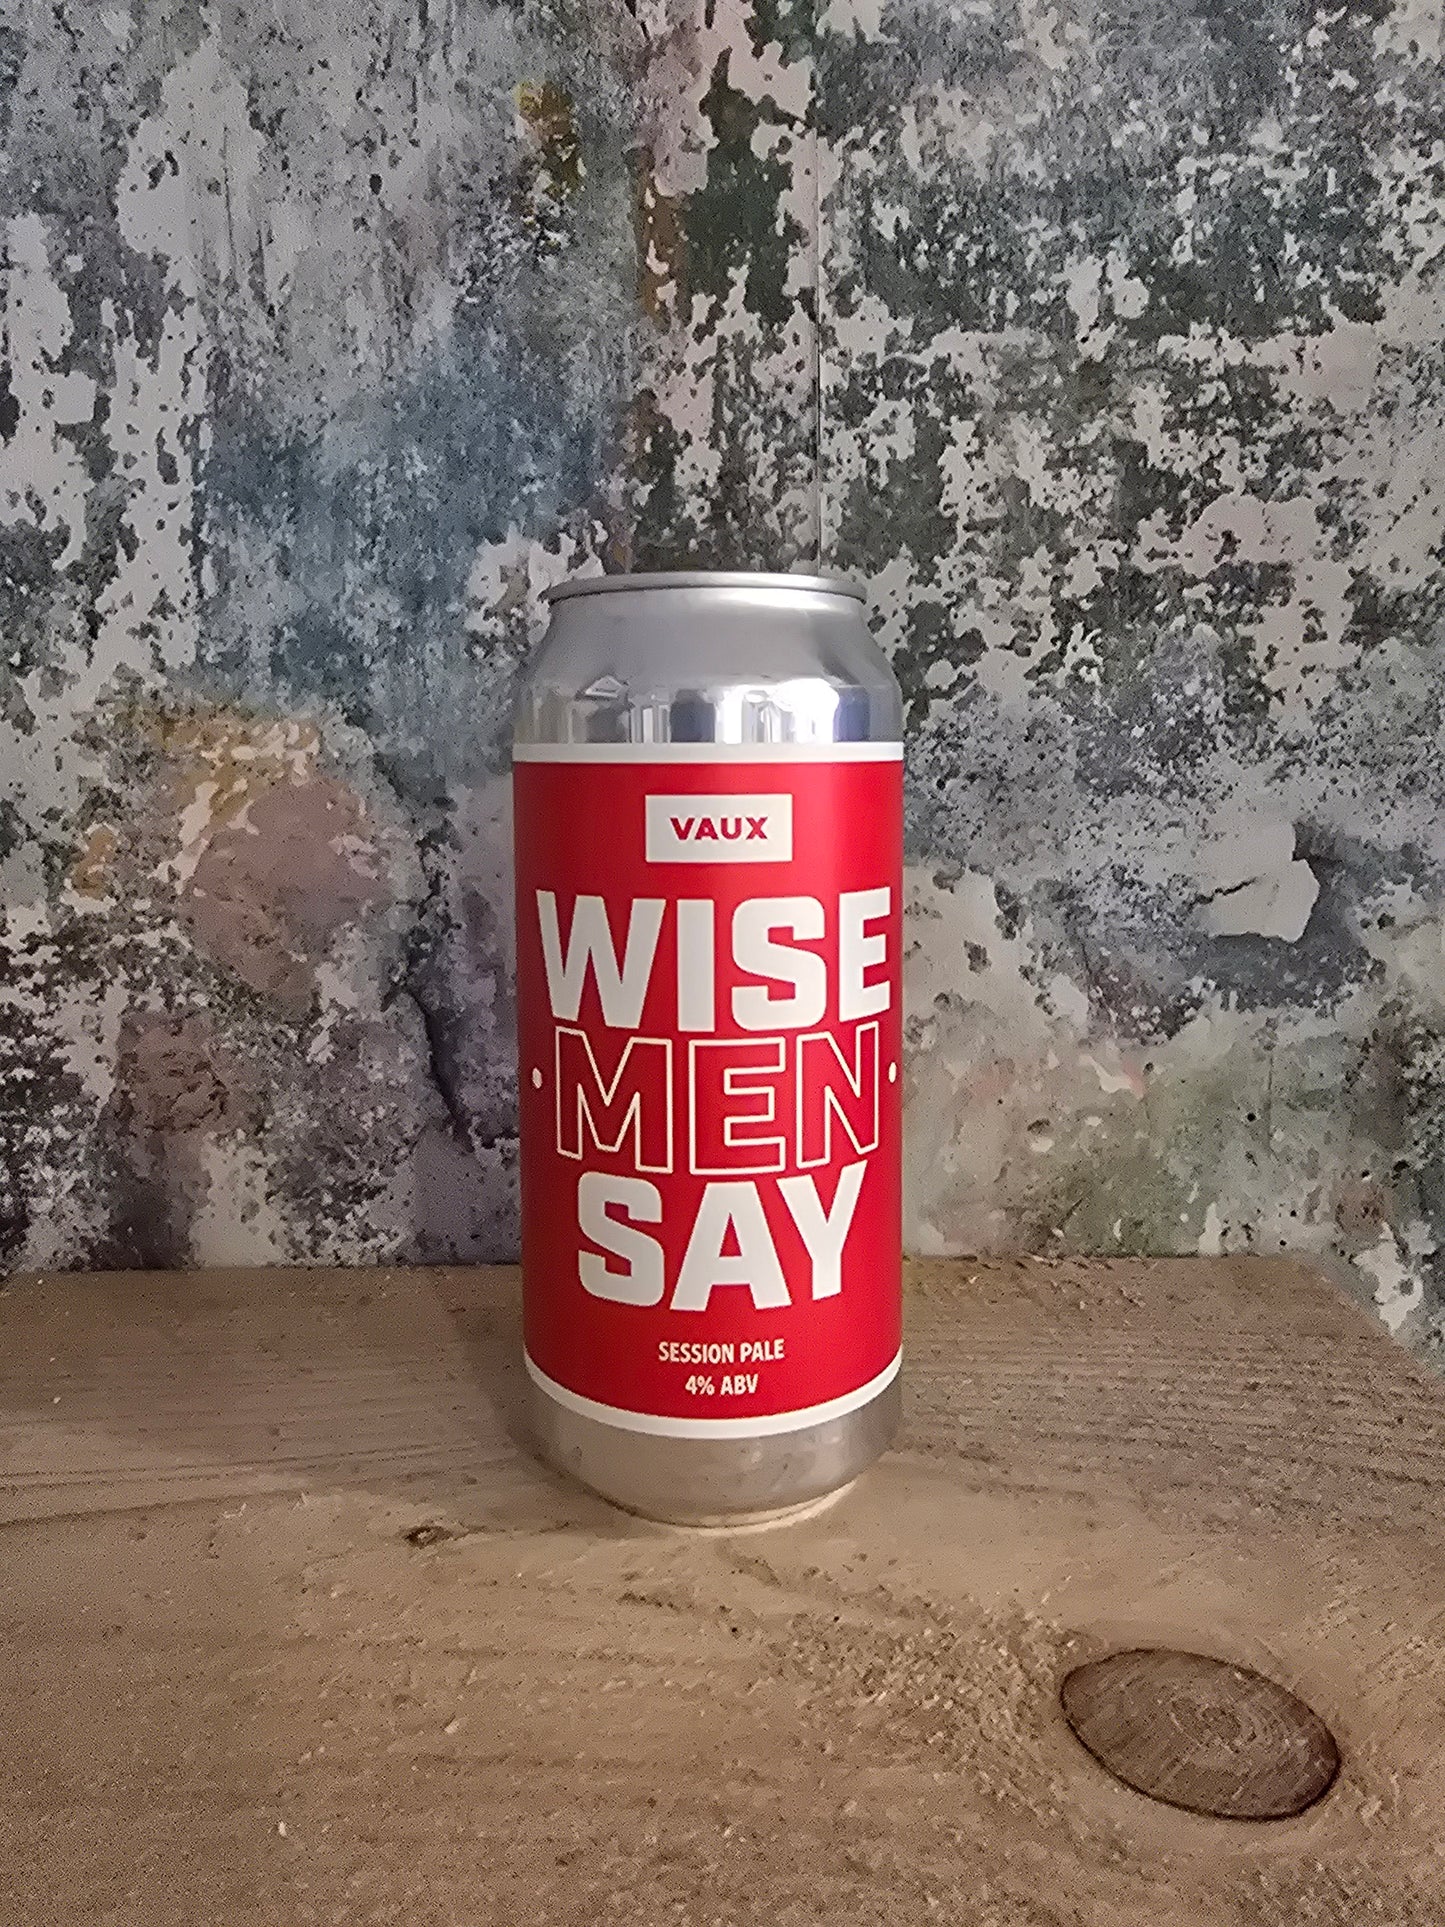 VAUX
WISE
·MEN·
SAY
SESSION PALE
4% ABV